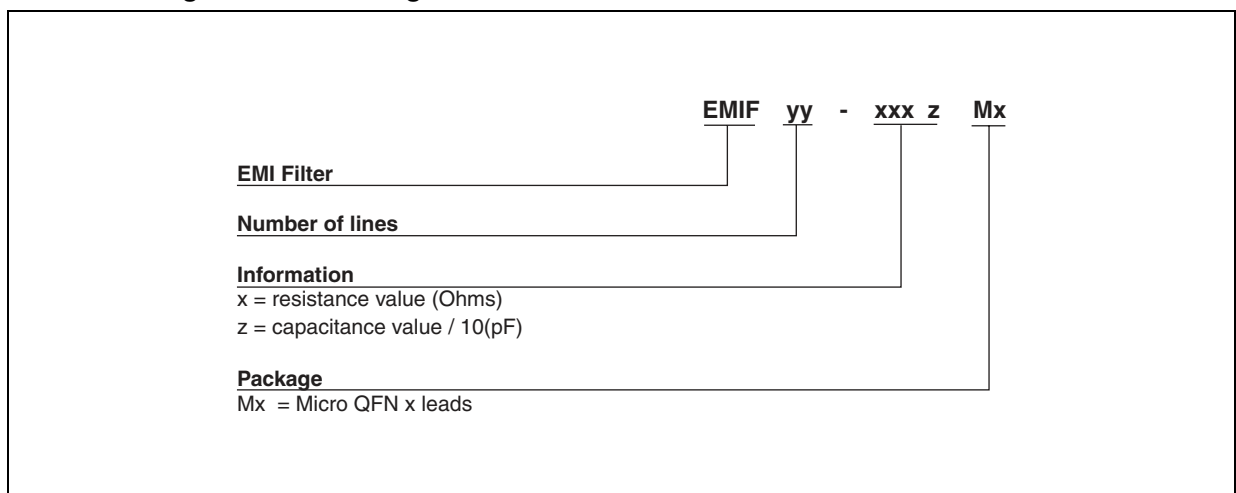 EMIF yy - xxx z Mx
EMI Filter
Number of lines
Information
x = resistance value (Ohms)
z = capacitance value / 10(pF)
Package
Mx = Micro QFN x leads